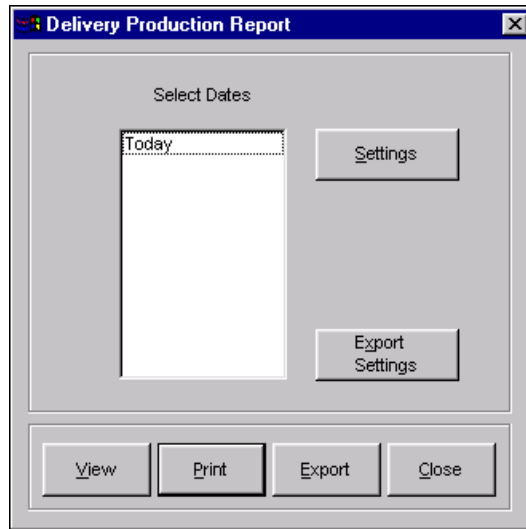 Delivery Production Report
Select Dates
Today
Settings
Export
Settings
View
Print
Export
Close